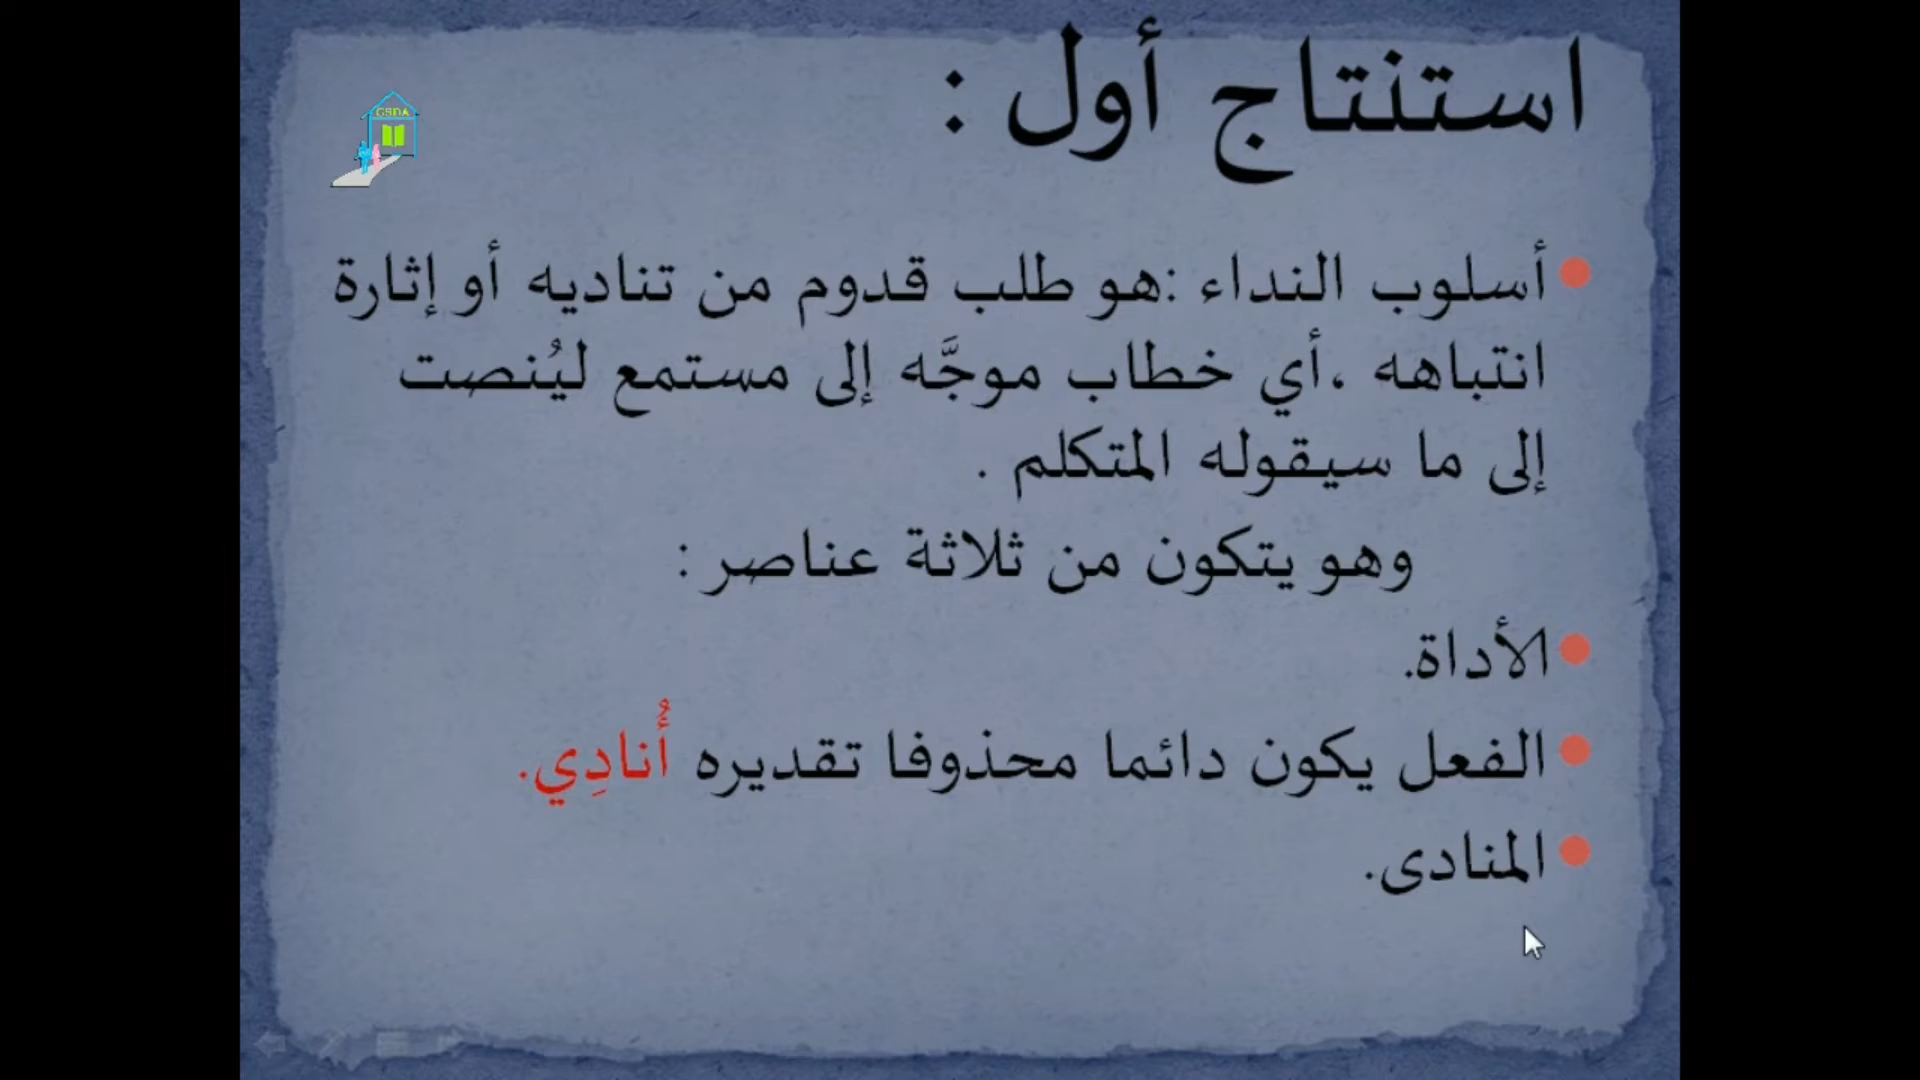 استنتاج أول :
GSDA
أسلوب النداء :هو طلب قدوم من تناديه أو إثارة
انتباهه ،أي خطاب موجَّه إلى مستمع ليُنصت
إلى ما سيقوله المتكلم .
وهو يتكون من ثلاثة عناصر :
الأداة.
الفعل يكون دائما محذوفا تقديره أُنادِي.
المنادى.